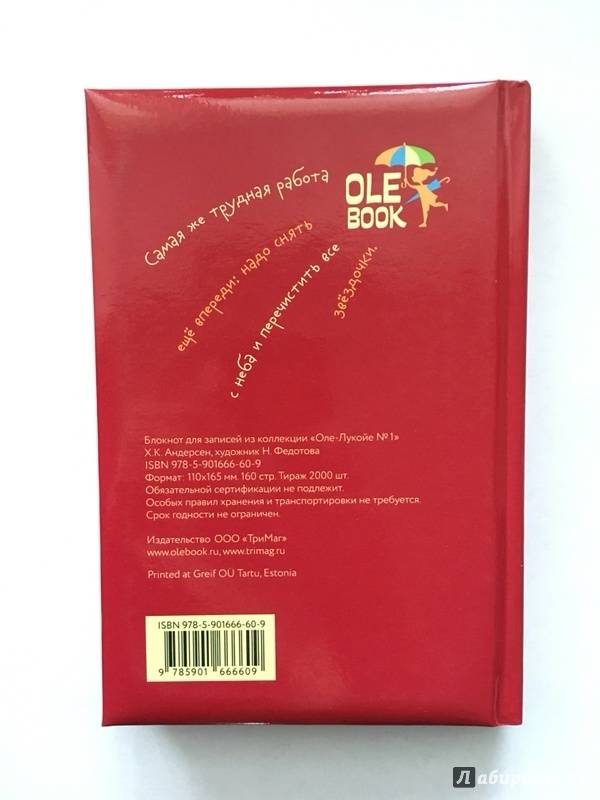 OLE
BOOK
Самая же трудная работа
ещё впереди: надо снять
с неба и перечистить все
звёздочки.
Блокнот для записей из коллекции «Оле-Лукойе №1»
Х.К. Андерсен, художник Н. Федотова
ISBN 978-5-901666-60-9
Формат: 110x165 мм. 160 стр. Тираж 2000 шт.
Обязательной сертификации не подлежит.
Особых правил хранения и транспортировки не требуется.
Срок годности не ограничен.
Издательство ООО «ТриМаг»
www.olebook.ru, www.trimag.ru
Printed at Greif OÜ Tartu, Estonia
ISBN 978-5-901666-60-9
9 785901 666609
Лабиринт.ру